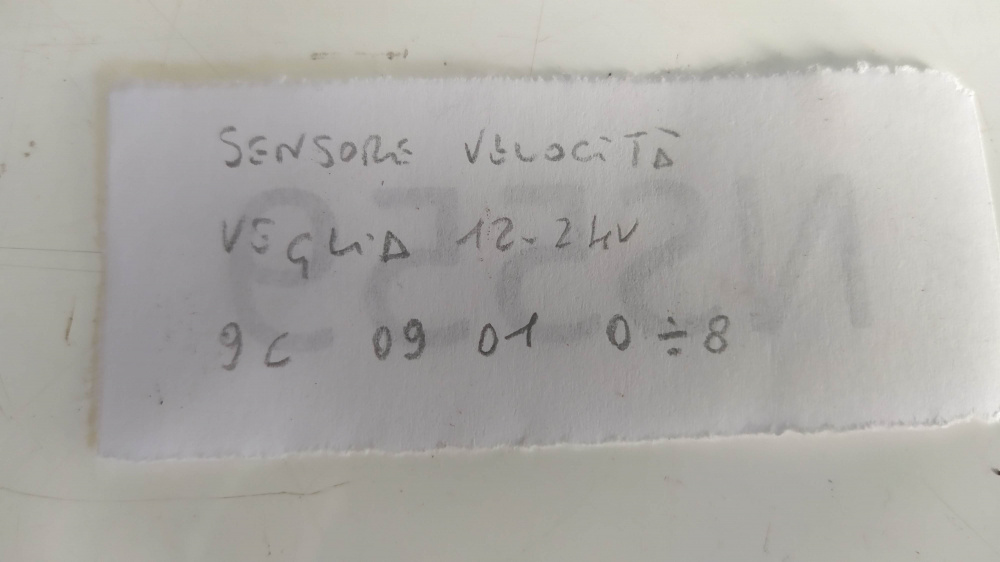 SENSORE VELOCITÀ
VEGLIA 12-24V
9C 09 01 0÷8